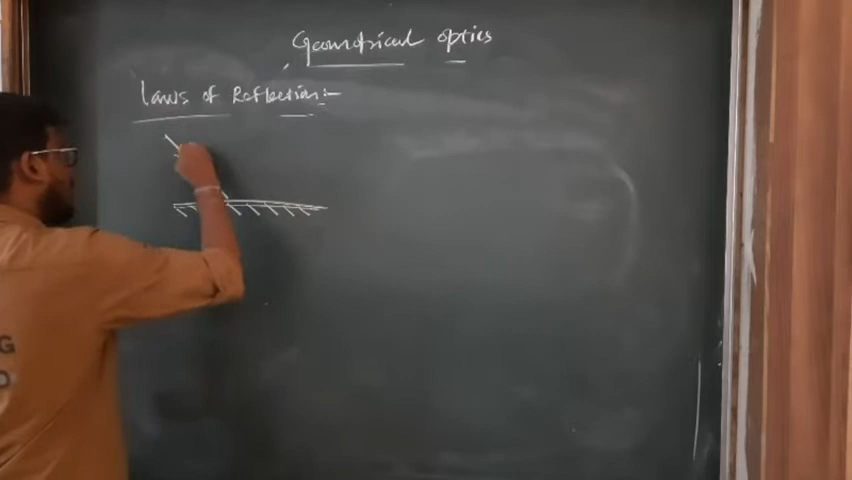 Geometrical optics
Laws of Reflection:-
G